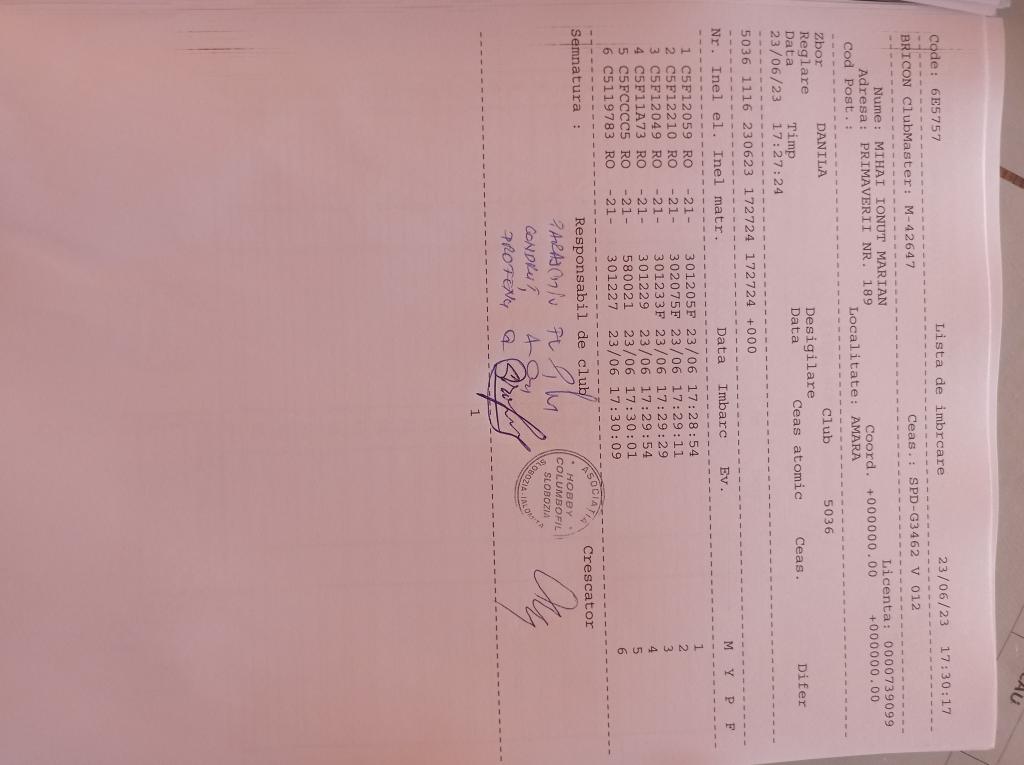 Code: 6E5757 Lista de imbrcare 23/06/23 17:30:17
BRICON ClubMaster: M-42647 Ceas.: SPD-G3462 V 012
Licenta: 0000739099
Nume: MIHAI IONUT MARIAN Coord. +000000.00 +000000.00
Adresa: PRIMAVERII NR. 189
Cod Post.: Localitate: AMARA
Zbor DANILA Club 5036
Reglare Desigilare
Data Timp Data Ceas atomic Ceas. Difer
23/06/23 17:27:24
5036 1116 230623 172724 172724 +000
Nr. Inel el. Inel matr. Data Imbarc Ev. M Y P F
1 C5F12059 RO -21- 301205F 23/06 17:28:54 1
2 C5F12210 RO -21- 302075F 23/06 17:29:11 2
3 C5F12049 RO -21- 301233F 23/06 17:29:29 3
4 C5F11A73 RO -21- 301229 23/06 17:29:54 4
5 C5FCCCC5 RO -21- 580021 23/06 17:30:01 5
6 C5119783 RO -21- 301227 23/06 17:30:09 6
Semnatura : Responsabil de club Crescator
ASOCIATIA
HOBBY
COLUMBOFIL
SLOBOZIA
SLOBOZIA-IALOMITA
1